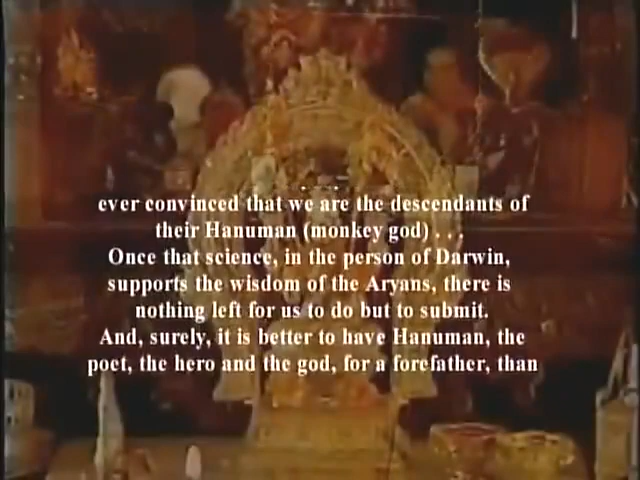 ever convinced that we are the descendants of
their Hanuman (monkey god) . . .
Once that science, in the person of Darwin,
supports the wisdom of the Aryans, there is
nothing left for us to do but to submit.
And, surely, it is better to have Hanuman, the
poet, the hero and the god, for a forefather, than